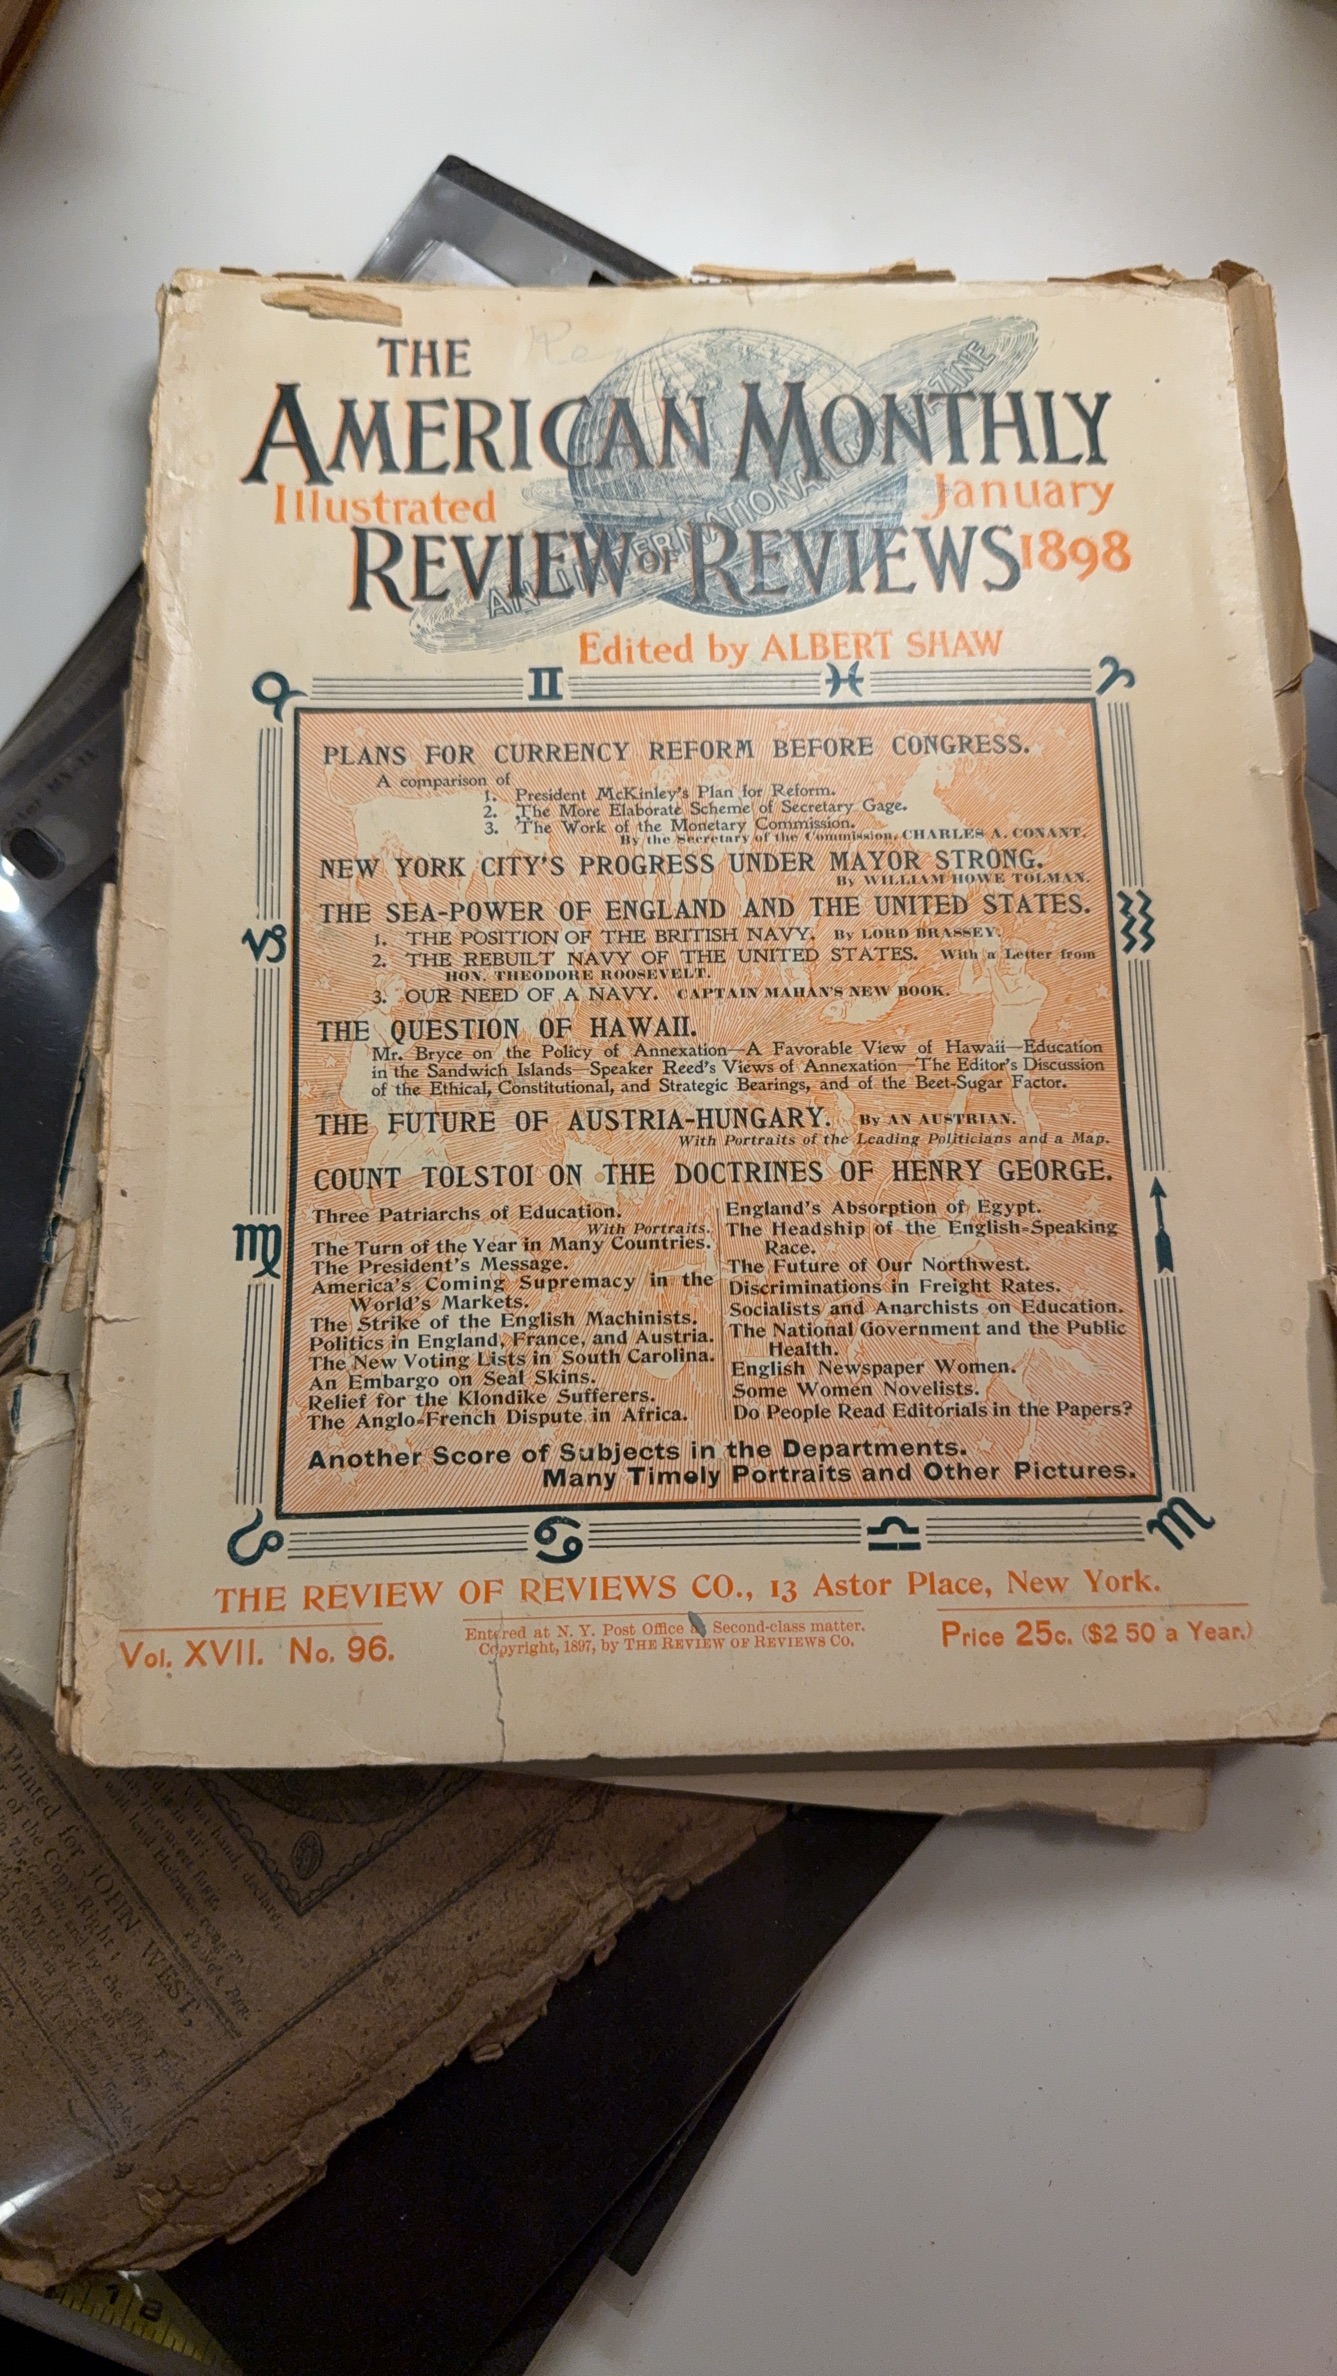 THE
AMERICAN MONTHLY
Illustrated
January
REVIEW OF REVIEWS
1898
AN INTERNATIONAL MAGAZINE
Edited by ALBERT SHAW
PLANS FOR CURRENCY REFORM BEFORE CONGRESS.
A comparison of
1. President McKinley's Plan for Reform.
2. The More Elaborate Scheme of Secretary Gage.
3. The Work of the Monetary Commission.
By the Secretary of the Commission, CHARLES A. CONANT.
NEW YORK CITY'S PROGRESS UNDER MAYOR STRONG.
By WILLIAM HOWE TOLMAN.
THE SEA-POWER OF ENGLAND AND THE UNITED STATES.
1. THE POSITION OF THE BRITISH NAVY. By LORD BRASSEY.
2. THE REBUILT NAVY OF THE UNITED STATES. With a Letter from
HON. THEODORE ROOSEVELT.
3. OUR NEED OF A NAVY. CAPTAIN MAHAN'S NEW BOOK.
THE QUESTION OF HAWAII.
Mr. Bryce on the Policy of Annexation—A Favorable View of Hawaii—Education
in the Sandwich Islands—Speaker Reed's Views of Annexation—The Editor's Discussion
of the Ethical, Constitutional, and Strategic Bearings, and of the Beet-Sugar Factor.
THE FUTURE OF AUSTRIA-HUNGARY. By AN AUSTRIAN.
With Portraits of the Leading Politicians and a Map.
COUNT TOLSTOI ON THE DOCTRINES OF HENRY GEORGE.
Three Patriarchs of Education.
With Portraits.
The Turn of the Year in Many Countries.
The President's Message.
America's Coming Supremacy in the
World's Markets.
The Strike of the English Machinists.
Politics in England, France, and Austria.
The New Voting Lists in South Carolina.
An Embargo on Seal Skins.
Relief for the Klondike Sufferers.
The Anglo-French Dispute in Africa.
England's Absorption of Egypt.
The Headship of the English-Speaking
Race.
The Future of Our Northwest.
Discriminations in Freight Rates.
Socialists and Anarchists on Education.
The National Government and the Public
Health.
English Newspaper Women.
Some Women Novelists.
Do People Read Editorials in the Papers?
Another Score of Subjects in the Departments.
Many Timely Portraits and Other Pictures.
THE REVIEW OF REVIEWS CO., 13 Astor Place, New York.
Vol. XVII. No. 96.
Entered at N. Y. Post Office as Second-class matter.
Copyright, 1897, by THE REVIEW OF REVIEWS Co.
Price 25c. ($2 50 a Year.)
Printed for JOHN WEST,
of the Copy-Right;